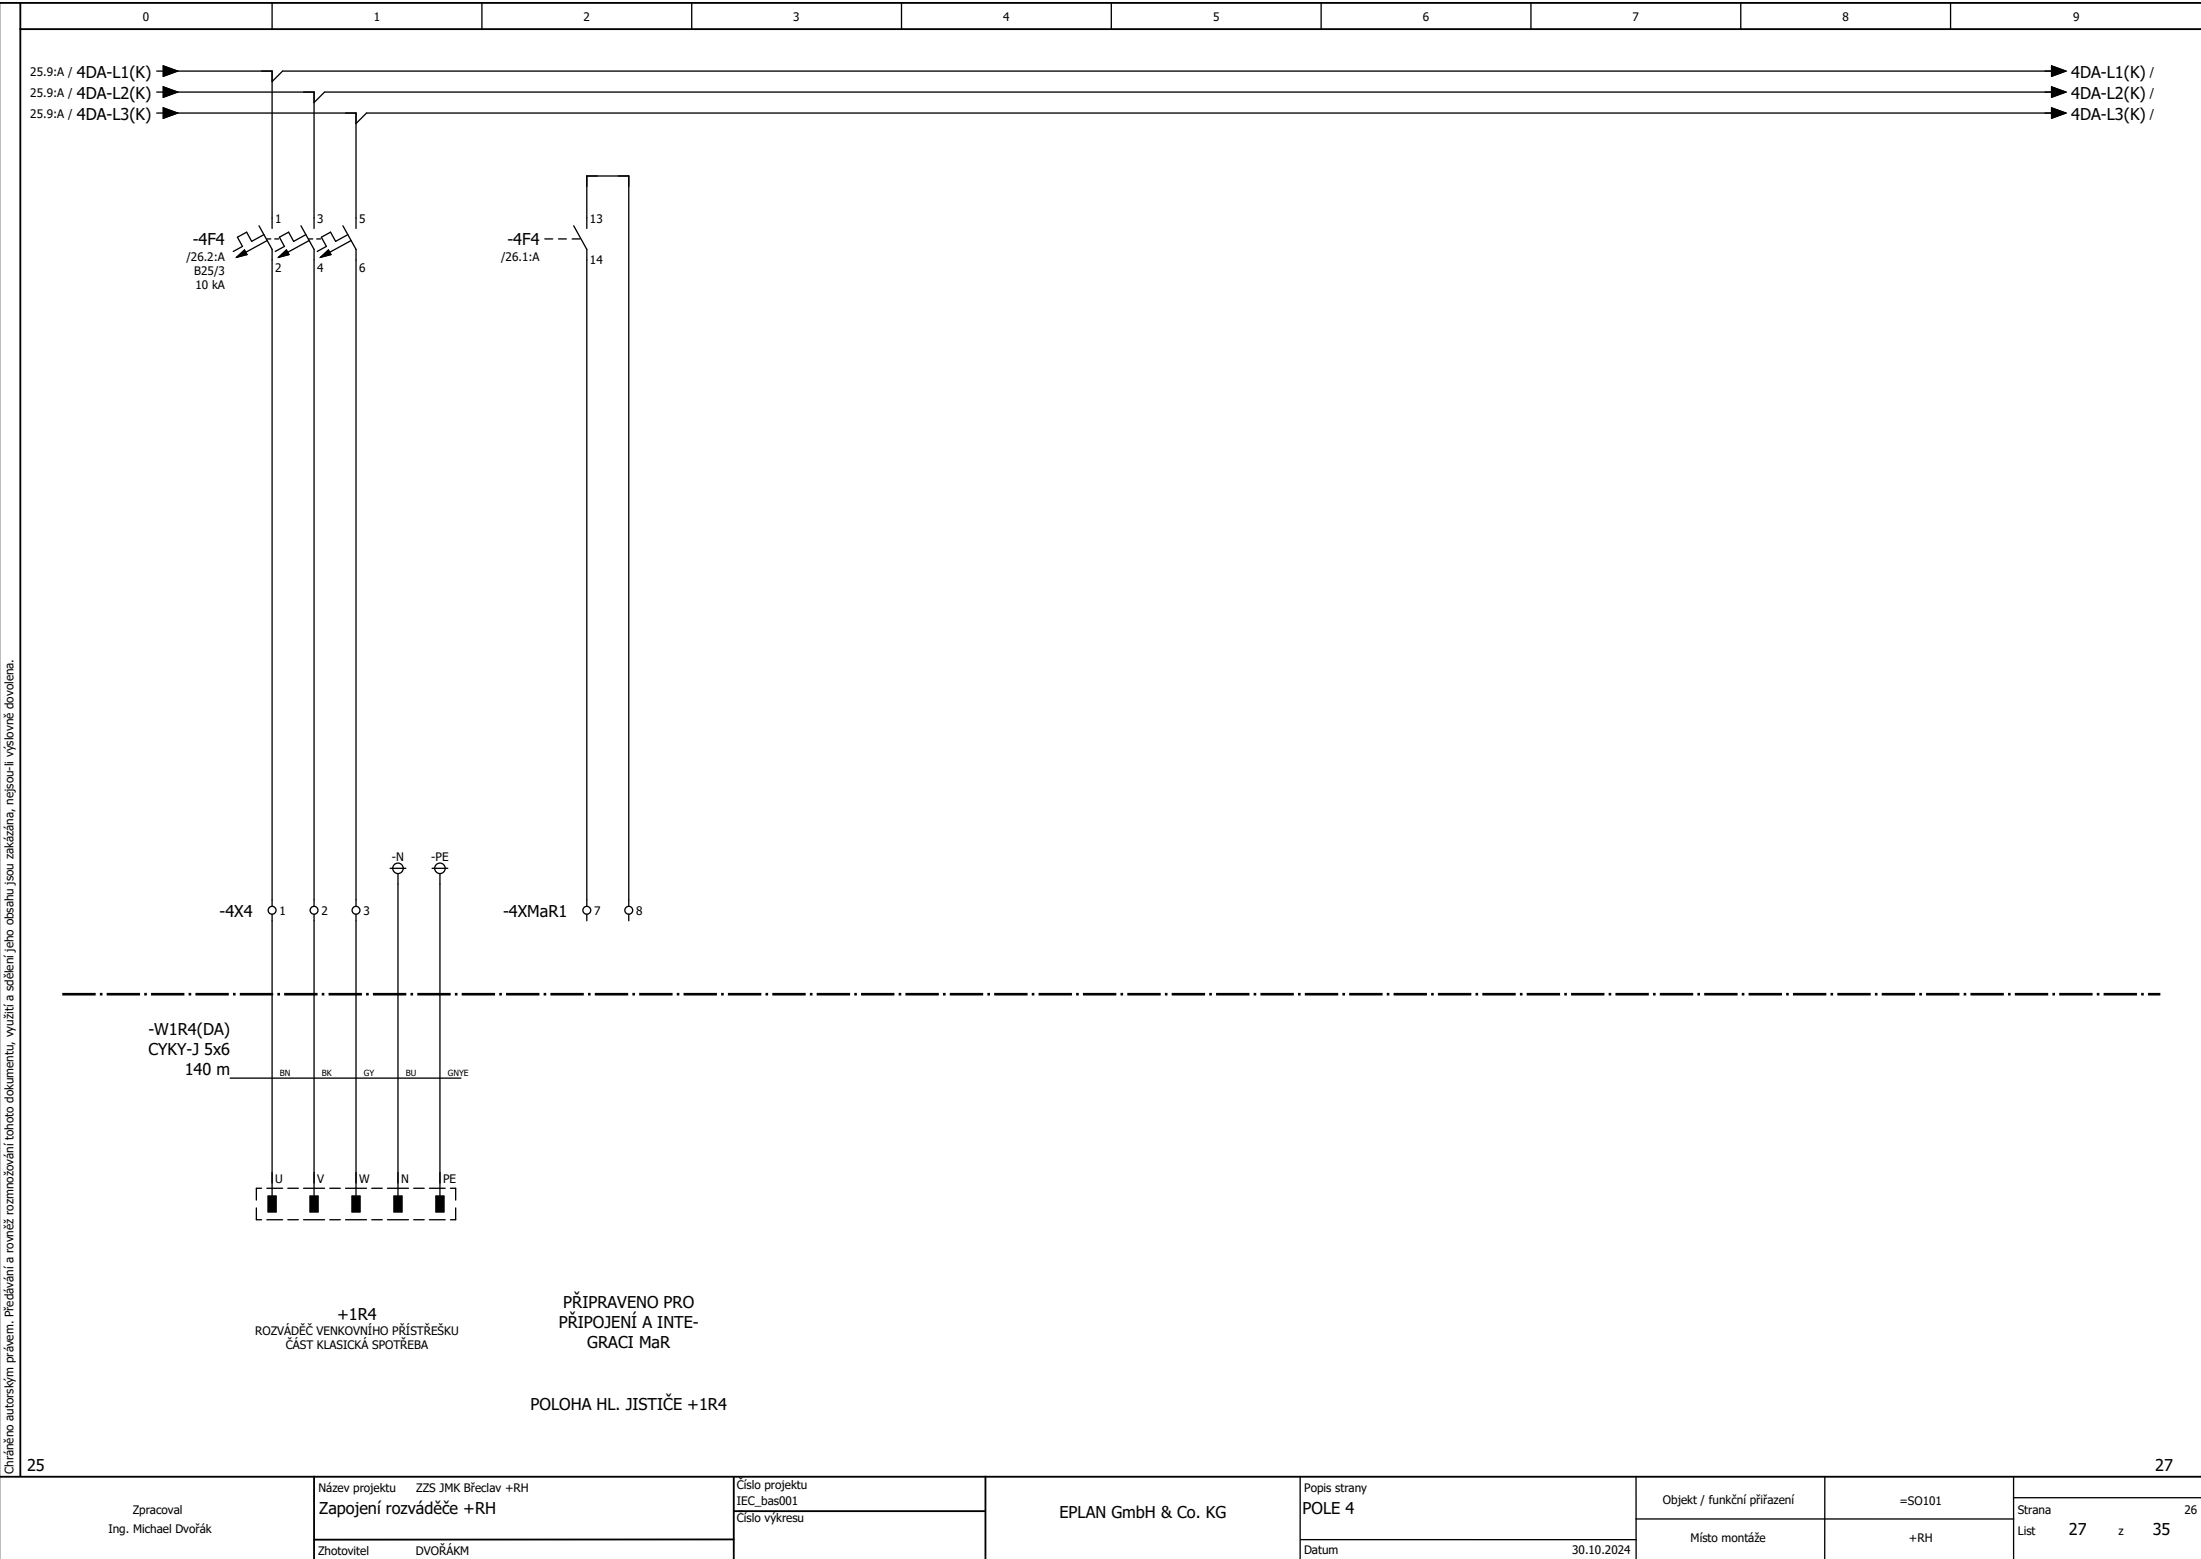 0 1 2 3 4 5 6 7 8 9
25.9:A / 4DA-L1(K) 4DA-L1(K) /
25.9:A / 4DA-L2(K) 4DA-L2(K) /
25.9:A / 4DA-L3(K) 4DA-L3(K) /
1 3 5 13
-4F4 -4F4
/26.2:A /26.1:A
B25/3
10 kA
2 4 6 14
-N -PE
-4X4 1 2 3 -4XMaR1 7 8
-W1R4(DA)
CYKY-J 5x6
140 m
BN BK GY BU GNYE
U V W N PE
+1R4
ROZVÁDĚČ VENKOVNÍHO PŘÍSTŘEŠKU
ČÁST KLASICKÁ SPOTŘEBA
PŘIPRAVENO PRO
PŘIPOJENÍ A INTE-
GRACI MaR
POLOHA HL. JISTIČE +1R4
Chráněno autorským právem. Předávání a rovněž rozmnožování tohoto dokumentu, využití a sdělení jeho obsahu jsou zakázána, nejsou-li výslovně dovolena.
25 27
Zpracoval
Ing. Michael Dvořák
Název projektu ZZS JMK Břeclav +RH
Zapojení rozváděče +RH
Zhotovitel DVOŘÁKM
Číslo projektu
IEC_bas001
Číslo výkresu
EPLAN GmbH & Co. KG
Popis strany
POLE 4
Datum 30.10.2024
Objekt / funkční přiřazení =SO101
Místo montáže +RH
Strana 26
List 27 z 35